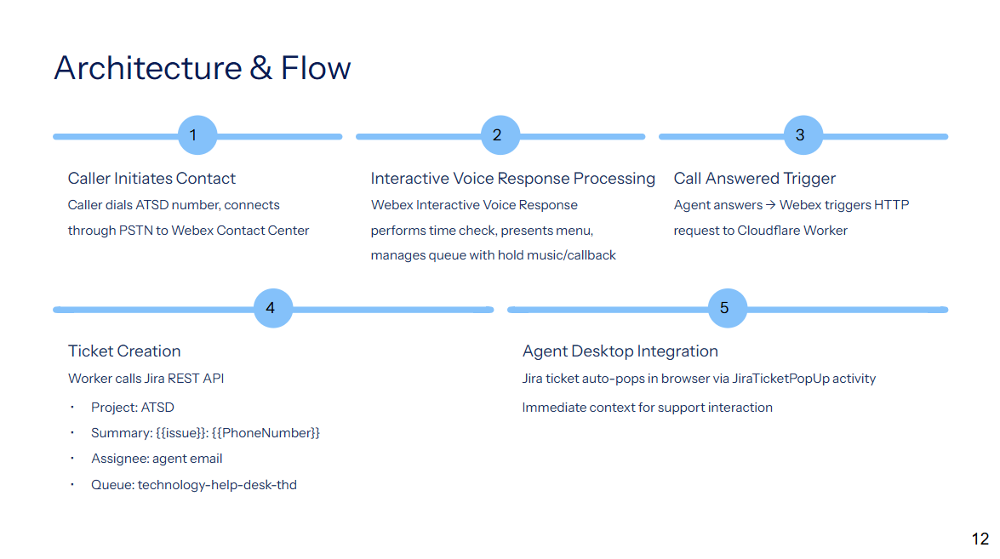 Architecture & Flow
1
2
3
Caller Initiates Contact
Caller dials ATSD number, connects
through PSTN to Webex Contact Center
Interactive Voice Response Processing
Webex Interactive Voice Response
performs time check, presents menu,
manages queue with hold music/callback
Call Answered Trigger
Agent answers → Webex triggers HTTP
request to Cloudflare Worker
4
5
Ticket Creation
Worker calls Jira REST API
• Project: ATSD
• Summary: {{issue}}: {{PhoneNumber}}
• Assignee: agent email
• Queue: technology-help-desk-thd
Agent Desktop Integration
Jira ticket auto-pops in browser via JiraTicketPopUp activity
Immediate context for support interaction
12